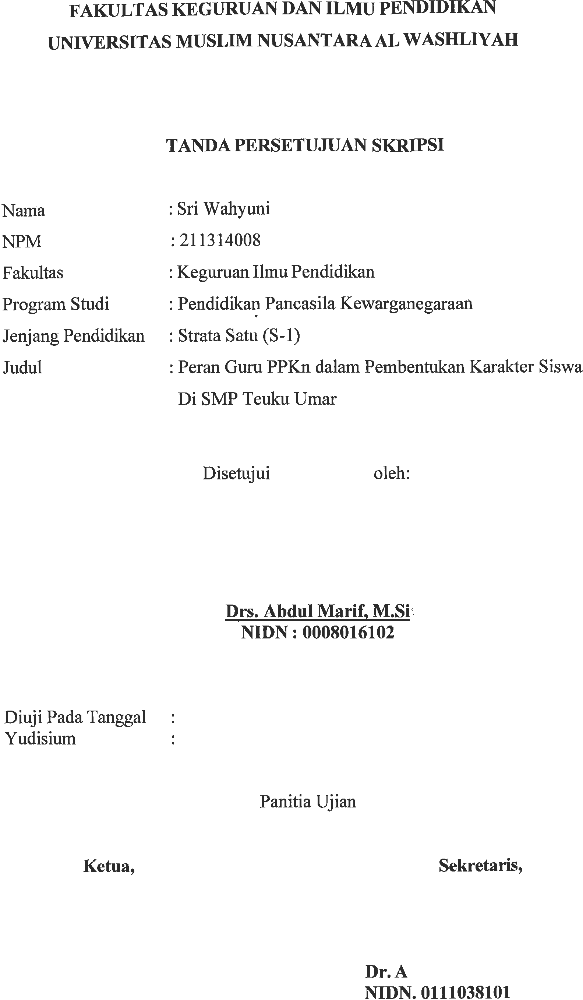 FAKULTAS KEGURUAN DAN ILMU PENDIDIKAN
UNIVERSITAS MUSLIM NUSANTARA AL WASHLIYAH
TANDA PERSETUJUAN SKRIPSI
Nama : Sri Wahyuni
NPM : 211314008
Fakultas : Keguruan Ilmu Pendidikan
Program Studi : Pendidikan Pancasila Kewarganegaraan
Jenjang Pendidikan : Strata Satu (S-1)
Judul : Peran Guru PPKn dalam Pembentukan Karakter Siswa
Di SMP Teuku Umar
Disetujui oleh:
Drs. Abdul Marif, M.Si
NIDN : 0008016102
Diuji Pada Tanggal :
Yudisium :
Panitia Ujian
Ketua, Sekretaris,
Dr. A
NIDN. 0111038101